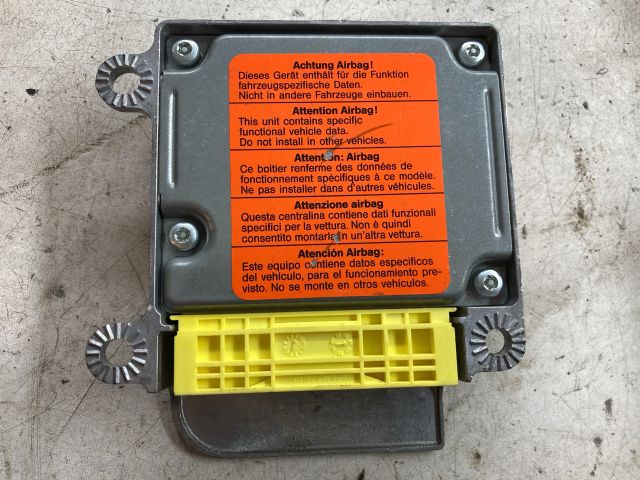 Achtung Airbag!
Dieses Gerät enthält für die Funktion
fahrzeugspezifische Daten.
Nicht in andere Fahrzeuge einbauen.
Attention Airbag!
This unit contains specific
functional vehicle data.
Do not install in other vehicles.
Attention: Airbag
Ce boitier renferme des données de
fonctionnement spécifiques à ce modèle.
Ne pas installer dans d'autres véhicules.
Attenzione airbag
Questa centralina contiene dati funzionali
specifici per la vettura. Non è quindi
consentito montarla in un'altra vettura.
Atención Airbag:
Este equipo contiene datos especificos
del vehículo, para el funcionamiento pre-
visto. No se monte en otros vehículos.